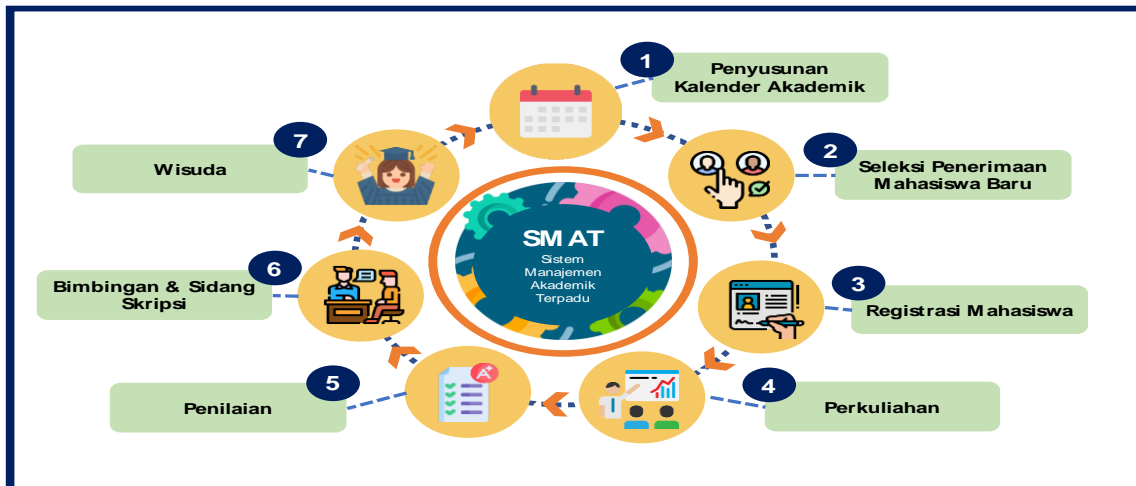 1
Penyusunan
Kalender Akademik
2
Seleksi Penerimaan
Mahasiswa Baru
3
Registrasi Mahasiswa
4
Perkuliahan
5
Penilaian
6
Bimbingan & Sidang
Skripsi
7
Wisuda
SMAT
Sistem
Manajemen
Akademik
Terpadu
A+